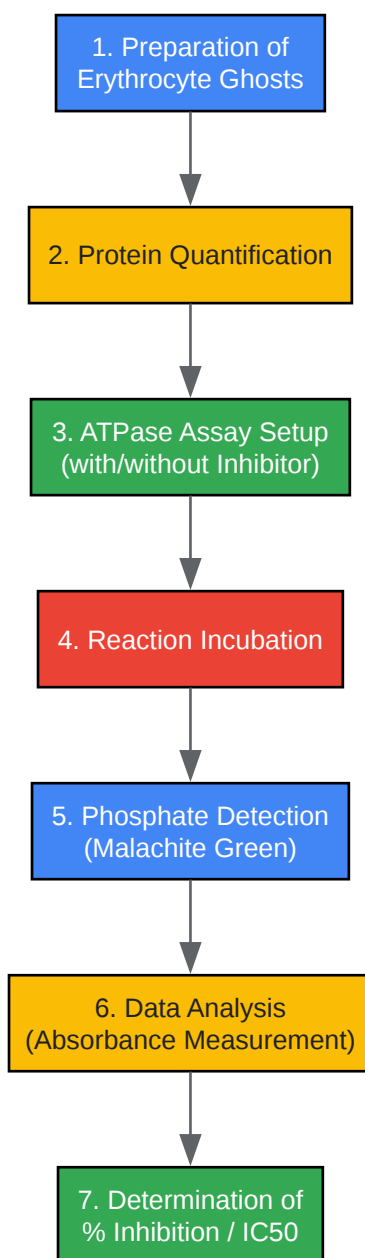 1. Preparation of
Erythrocyte Ghosts
2. Protein Quantification
3. ATPase Assay Setup
(with/without Inhibitor)
4. Reaction Incubation
5. Phosphate Detection
(Malachite Green)
6. Data Analysis
(Absorbance Measurement)
7. Determination of
% Inhibition / IC50